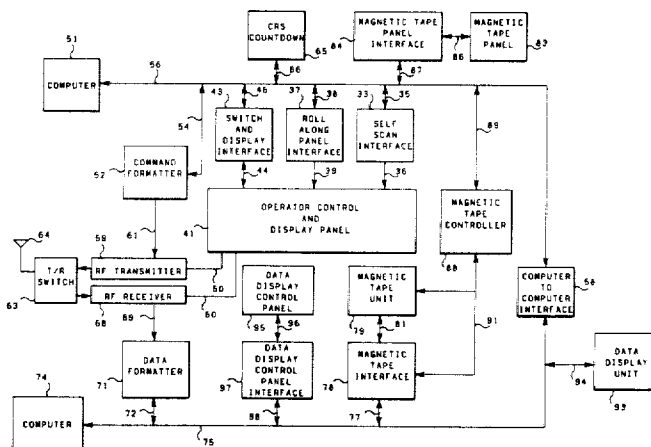 CRS
COUNTDOWN
65
66
MAGNETIC TAPE
PANEL
INTERFACE
84
86
MAGNETIC
TAPE PANEL
83
87
51
COMPUTER
56
54
43
46
SWITCH
AND
DISPLAY
INTERFACE
44
37
38
ROLL
ALONG
PANEL
INTERFACE
39
33
35
SELF
SCAN
INTERFACE
36
89
52
COMMAND
FORMATTER
61
OPERATOR CONTROL
AND
DISPLAY PANEL
41
MAGNETIC
TAPE
CONTROLLER
88
64
T/R
SWITCH
63
59
RF TRANSMITTER
60
RF RECEIVER
68
60
69
DATA DISPLAY
CONTROL
PANEL
95
96
DATA
DISPLAY
CONTROL
PANEL
INTERFACE
97
98
MAGNETIC
TAPE UNIT
79
81
MAGNETIC
TAPE
INTERFACE
78
77
91
COMPUTER
TO
COMPUTER
INTERFACE
58
DATA
DISPLAY
UNIT
93
94
DATA
FORMATTER
71
72
74
COMPUTER
75